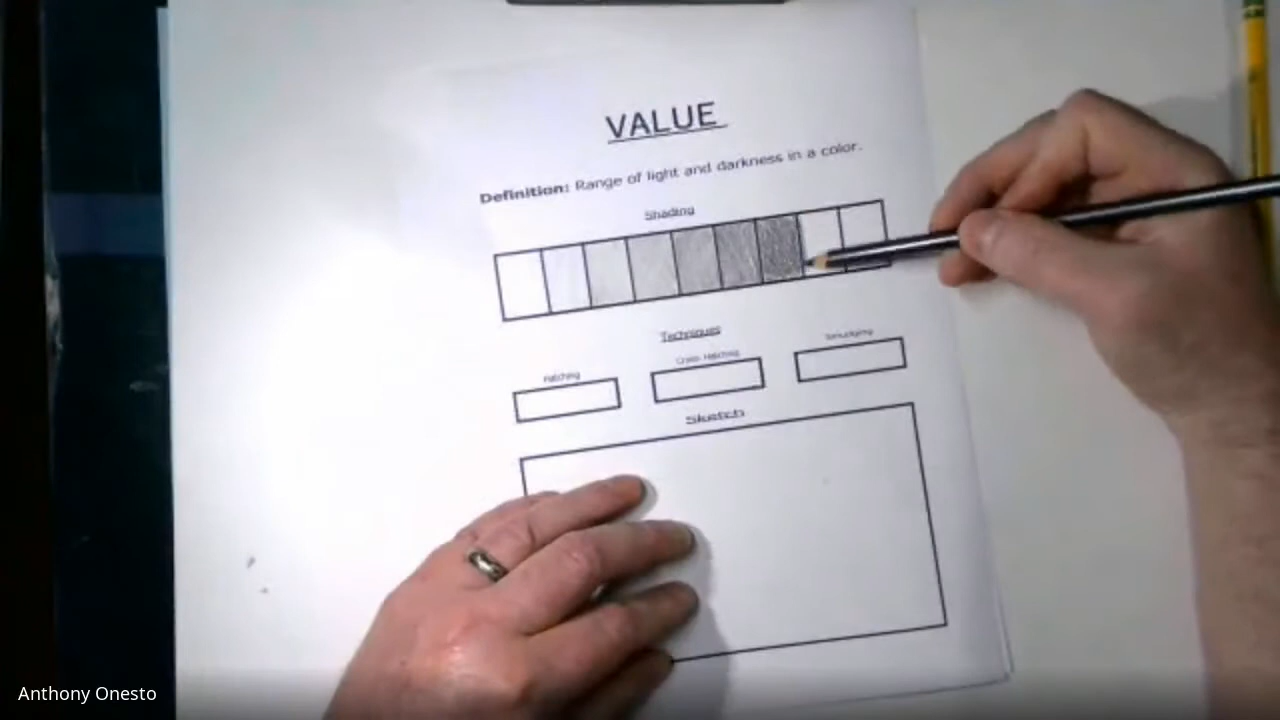 VALUE
Definition: Range of light and darkness in a color.
Shading
Techniques
Hatching
Cross Hatching
Smudging
Sketch
Anthony Onesto